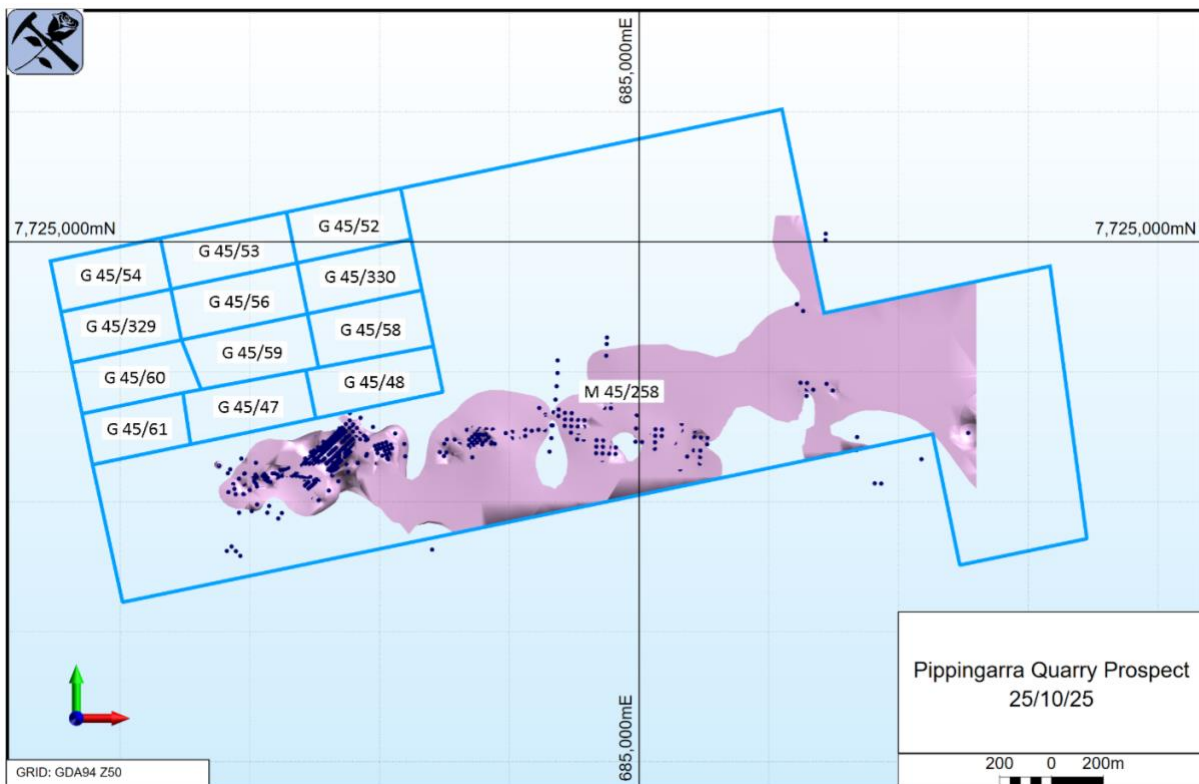 685,000mE
7,725,000mN
7,725,000mN
G 45/52
G 45/53
G 45/54
G 45/330
G 45/56
G 45/329
G 45/58
G 45/59
G 45/60
G 45/48
G 45/47
G 45/61
M 45/258
685,000mE
Pippingarra Quarry Prospect
25/10/25
GRID: GDA94 Z50
200 0 200m